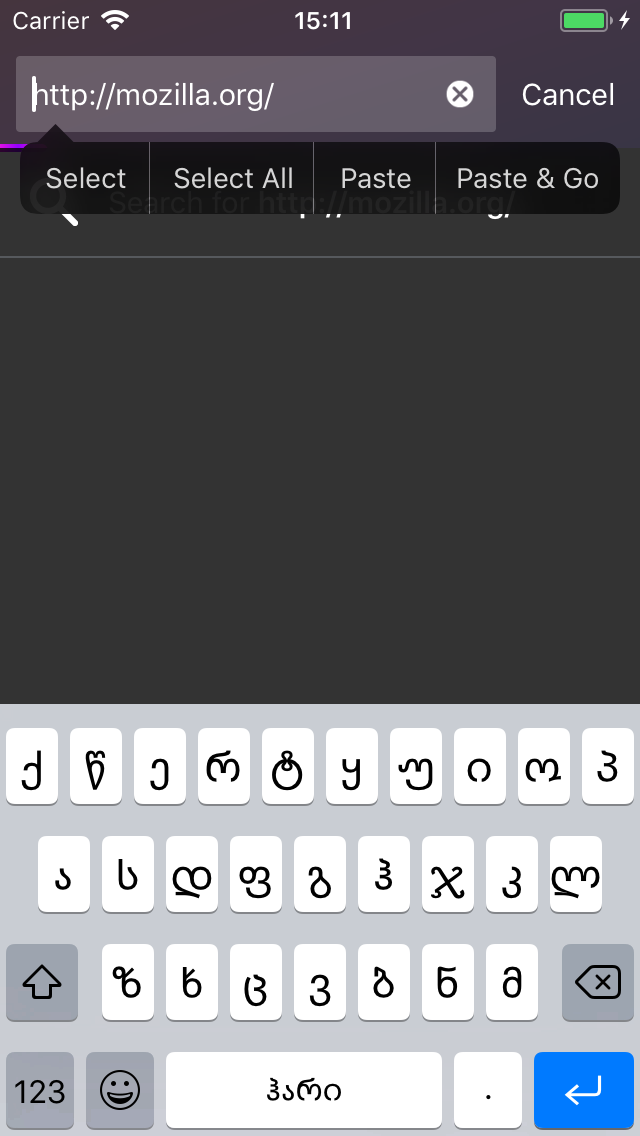 Carrier 15:11
http://mozilla.org/ Cancel
Select Select All Paste Paste & Go
Search for http://mozilla.org/
ქ წ ე რ ტ ყ უ ი ო პ
ა ს დ ფ გ ჰ ჯ კ ლ
ზ ხ ც ვ ბ ნ მ
123 ჰარი .